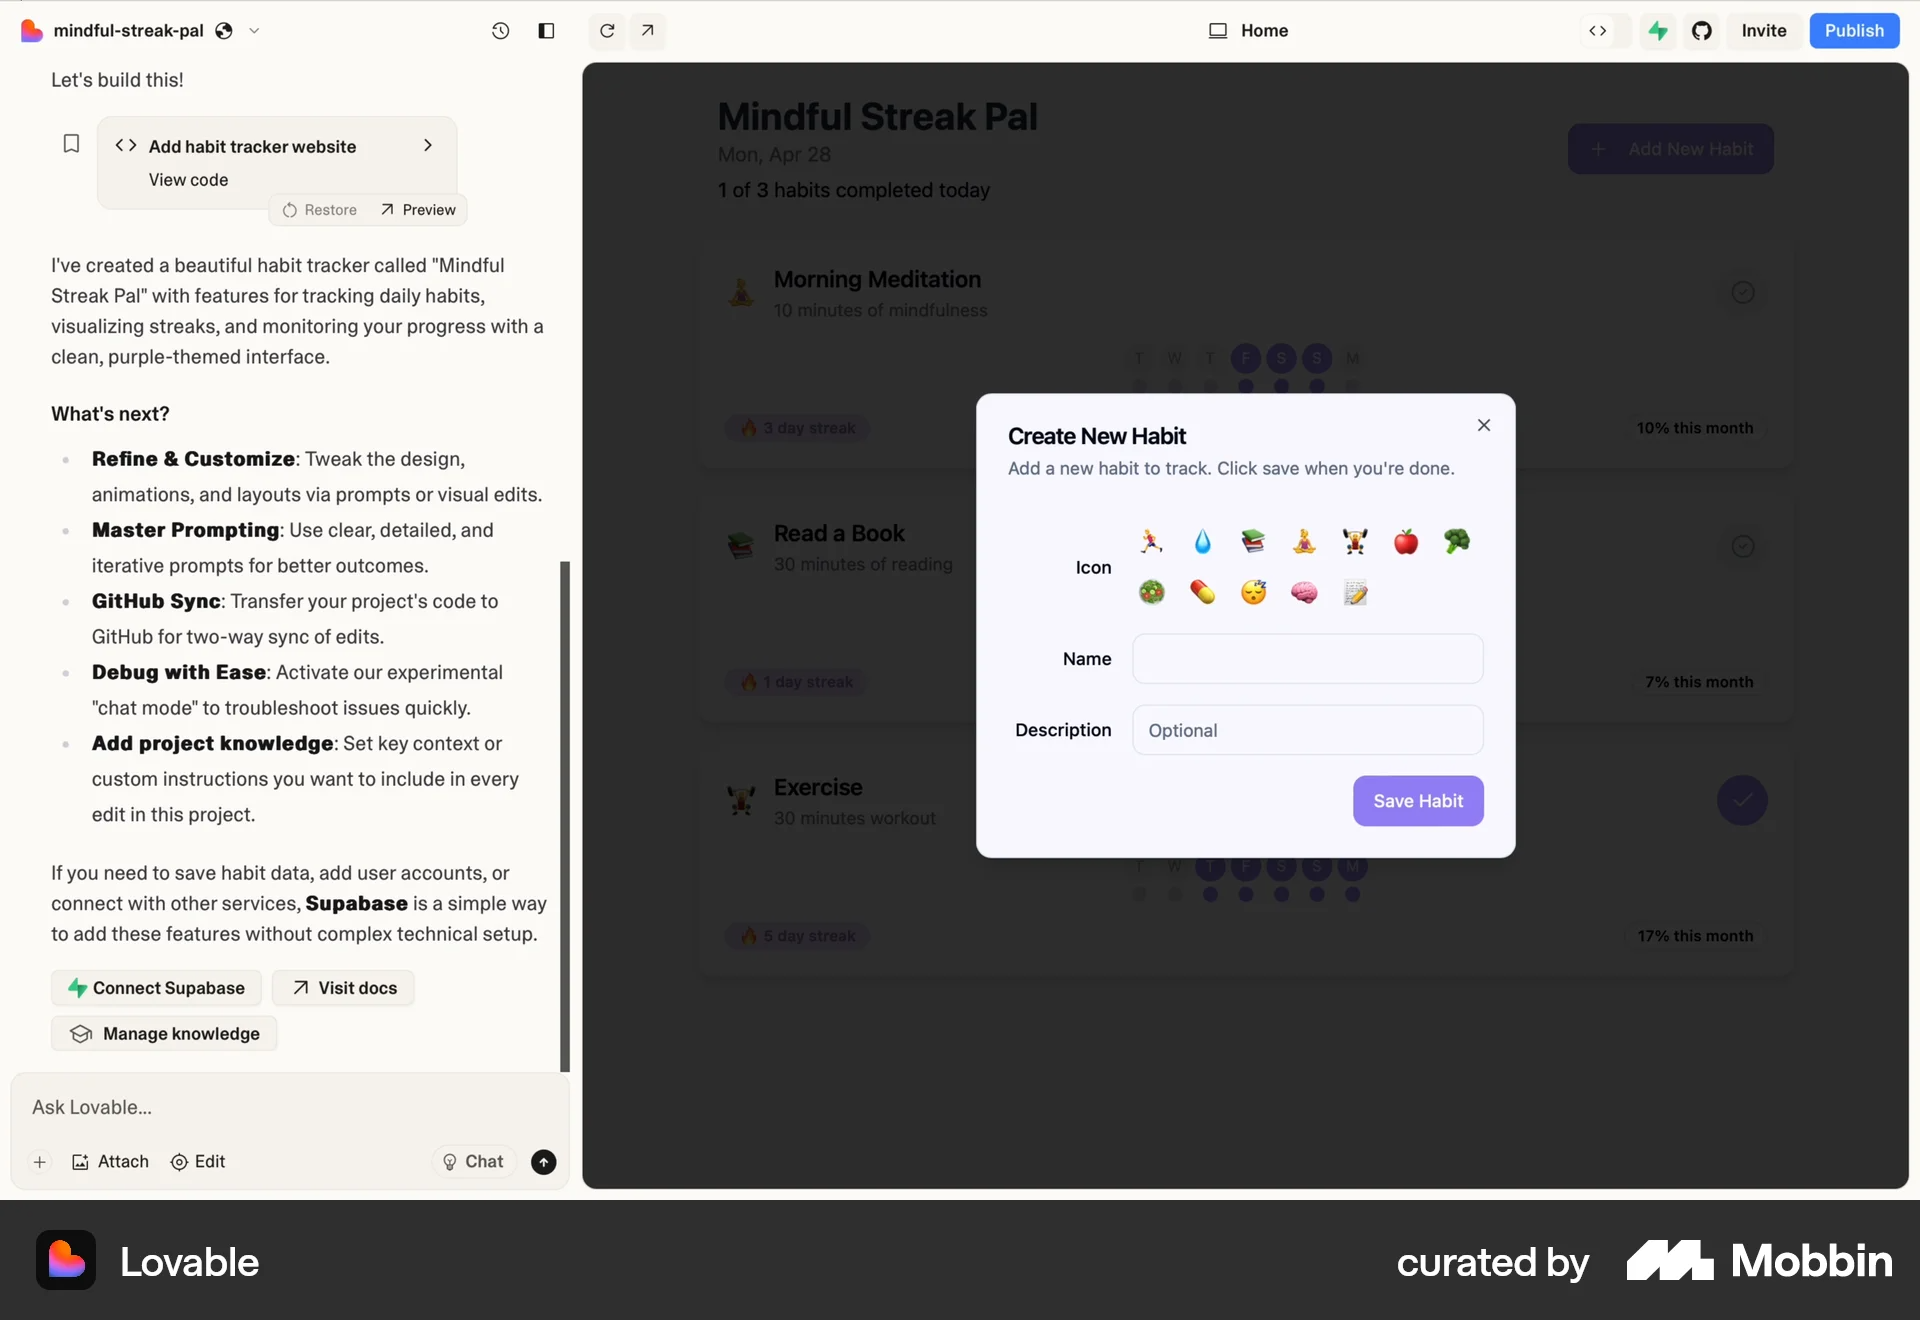 mindful-streak-pal
Home
Invite
Publish
Let's build this!
Add habit tracker website
View code
Restore
Preview
I've created a beautiful habit tracker called "Mindful
Streak Pal" with features for tracking daily habits,
visualizing streaks, and monitoring your progress with a
clean, purple-themed interface.
What's next?
Refine & Customize: Tweak the design,
animations, and layouts via prompts or visual edits.
Master Prompting: Use clear, detailed, and
iterative prompts for better outcomes.
GitHub Sync: Transfer your project's code to
GitHub for two-way sync of edits.
Debug with Ease: Activate our experimental
"chat mode" to troubleshoot issues quickly.
Add project knowledge: Set key context or
custom instructions you want to include in every
edit in this project.
If you need to save habit data, add user accounts, or
connect with other services, Supabase is a simple way
to add these features without complex technical setup.
Connect Supabase
Visit docs
Manage knowledge
Ask Lovable...
Attach
Edit
Chat
Mindful Streak Pal
Mon, Apr 28
1 of 3 habits completed today
+ Add New Habit
Morning Meditation
10 minutes of mindfulness
T W T F S S M
3 day streak
10% this month
Read a Book
30 minutes of reading
1 day streak
7% this month
Exercise
30 minutes workout
T W T F S S M
5 day streak
17% this month
Create New Habit
Add a new habit to track. Click save when you're done.
Icon
Name
Description
Optional
Save Habit
Lovable
curated by
Mobbin